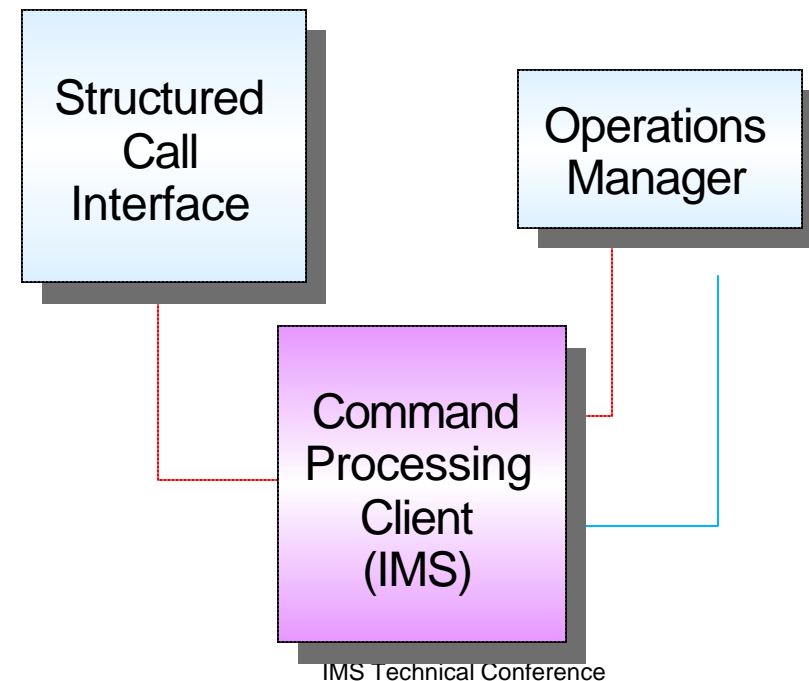 Structured
Call
Interface
Operations
Manager
Command
Processing
Client
(IMS)
IMS Technical Conference